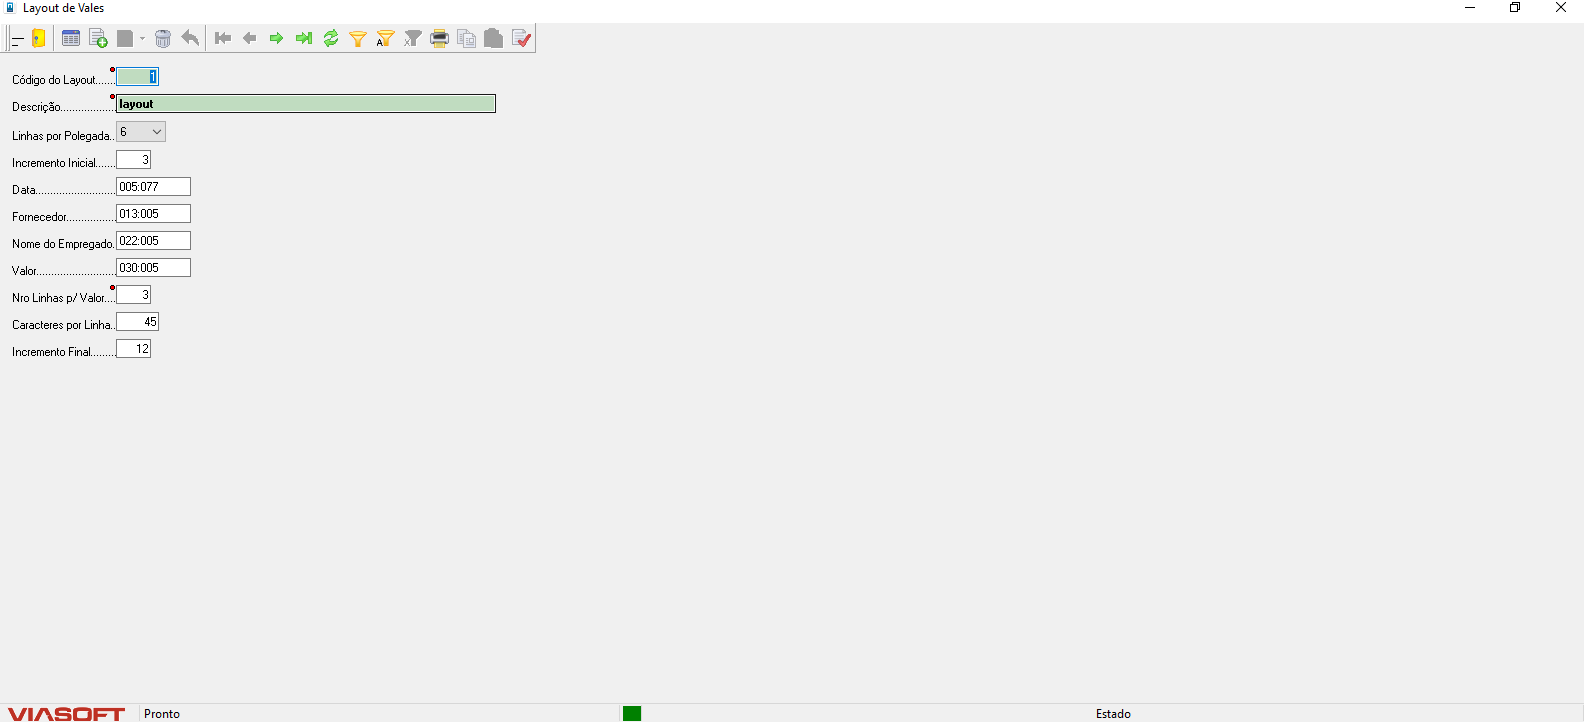 Layout de Vales
A
Código do Layout...... 1
Descrição.................. layout
Linhas por Polegada.. 6
Incremento Inicial....... 3
Data.......................... 005:077
Fornecedor................ 013:005
Nome do Empregado. 022:005
Valor.......................... 030:005
Nro Linhas p/ Valor.... 3
Caracteres por Linha.. 45
Incremento Final......... 12
VIASOFT Pronto Estado